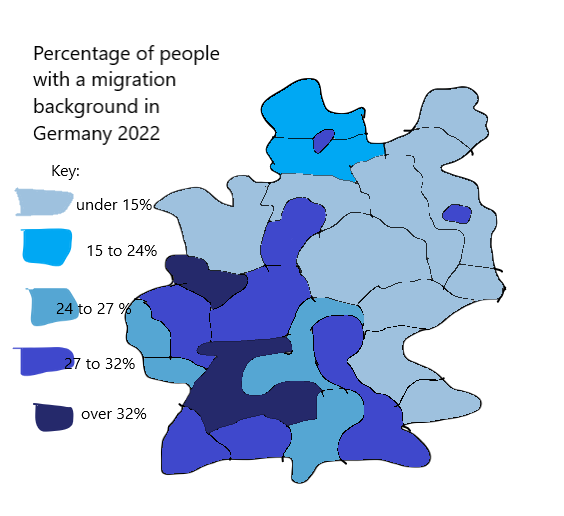 Percentage of people
with a migration
background in
Germany 2022
Key:
under 15%
15 to 24%
24 to 27 %
27 to 32%
over 32%